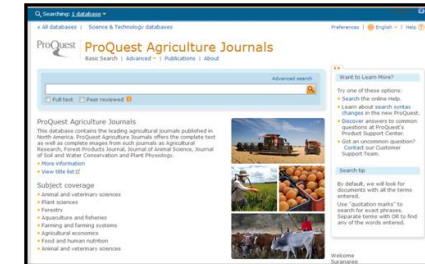 Searching: 1 database
« All databases | Science & Technology databases
Preferences | English | Help
ProQuest
ProQuest Agriculture Journals
Basic Search | Advanced | Publications | About
Advanced search
Full text
Peer reviewed
ProQuest Agriculture Journals
This database contains the leading agricultural journals published in
North America. ProQuest Agriculture Journals offers the complete text
as well as complete images from such journals as Agricultural
Research, Forest Products Journal, Journal of Animal Science, Journal
of Soil and Water Conservation and Plant Physiology.
More information
View title list
Subject coverage
Animal and veterinary sciences
Plant sciences
Forestry
Aquaculture and fisheries
Farming and farming systems
Agricultural economics
Food and human nutrition
Animal and veterinary sciences
Want to Learn More?
Try one of these options:
Search the online Help.
Learn about search syntax
changes in the new ProQuest.
Discover answers to common
questions at ProQuest's
Product Support Center.
Got an uncommon question?
Contact our Customer
Support Team.
Search tip
By default, we will look for
documents with all the terms
entered.
Use "quotation marks" to
search for exact phrases.
Separate terms with OR to find
any of the words entered.
Welcome
Suranaree